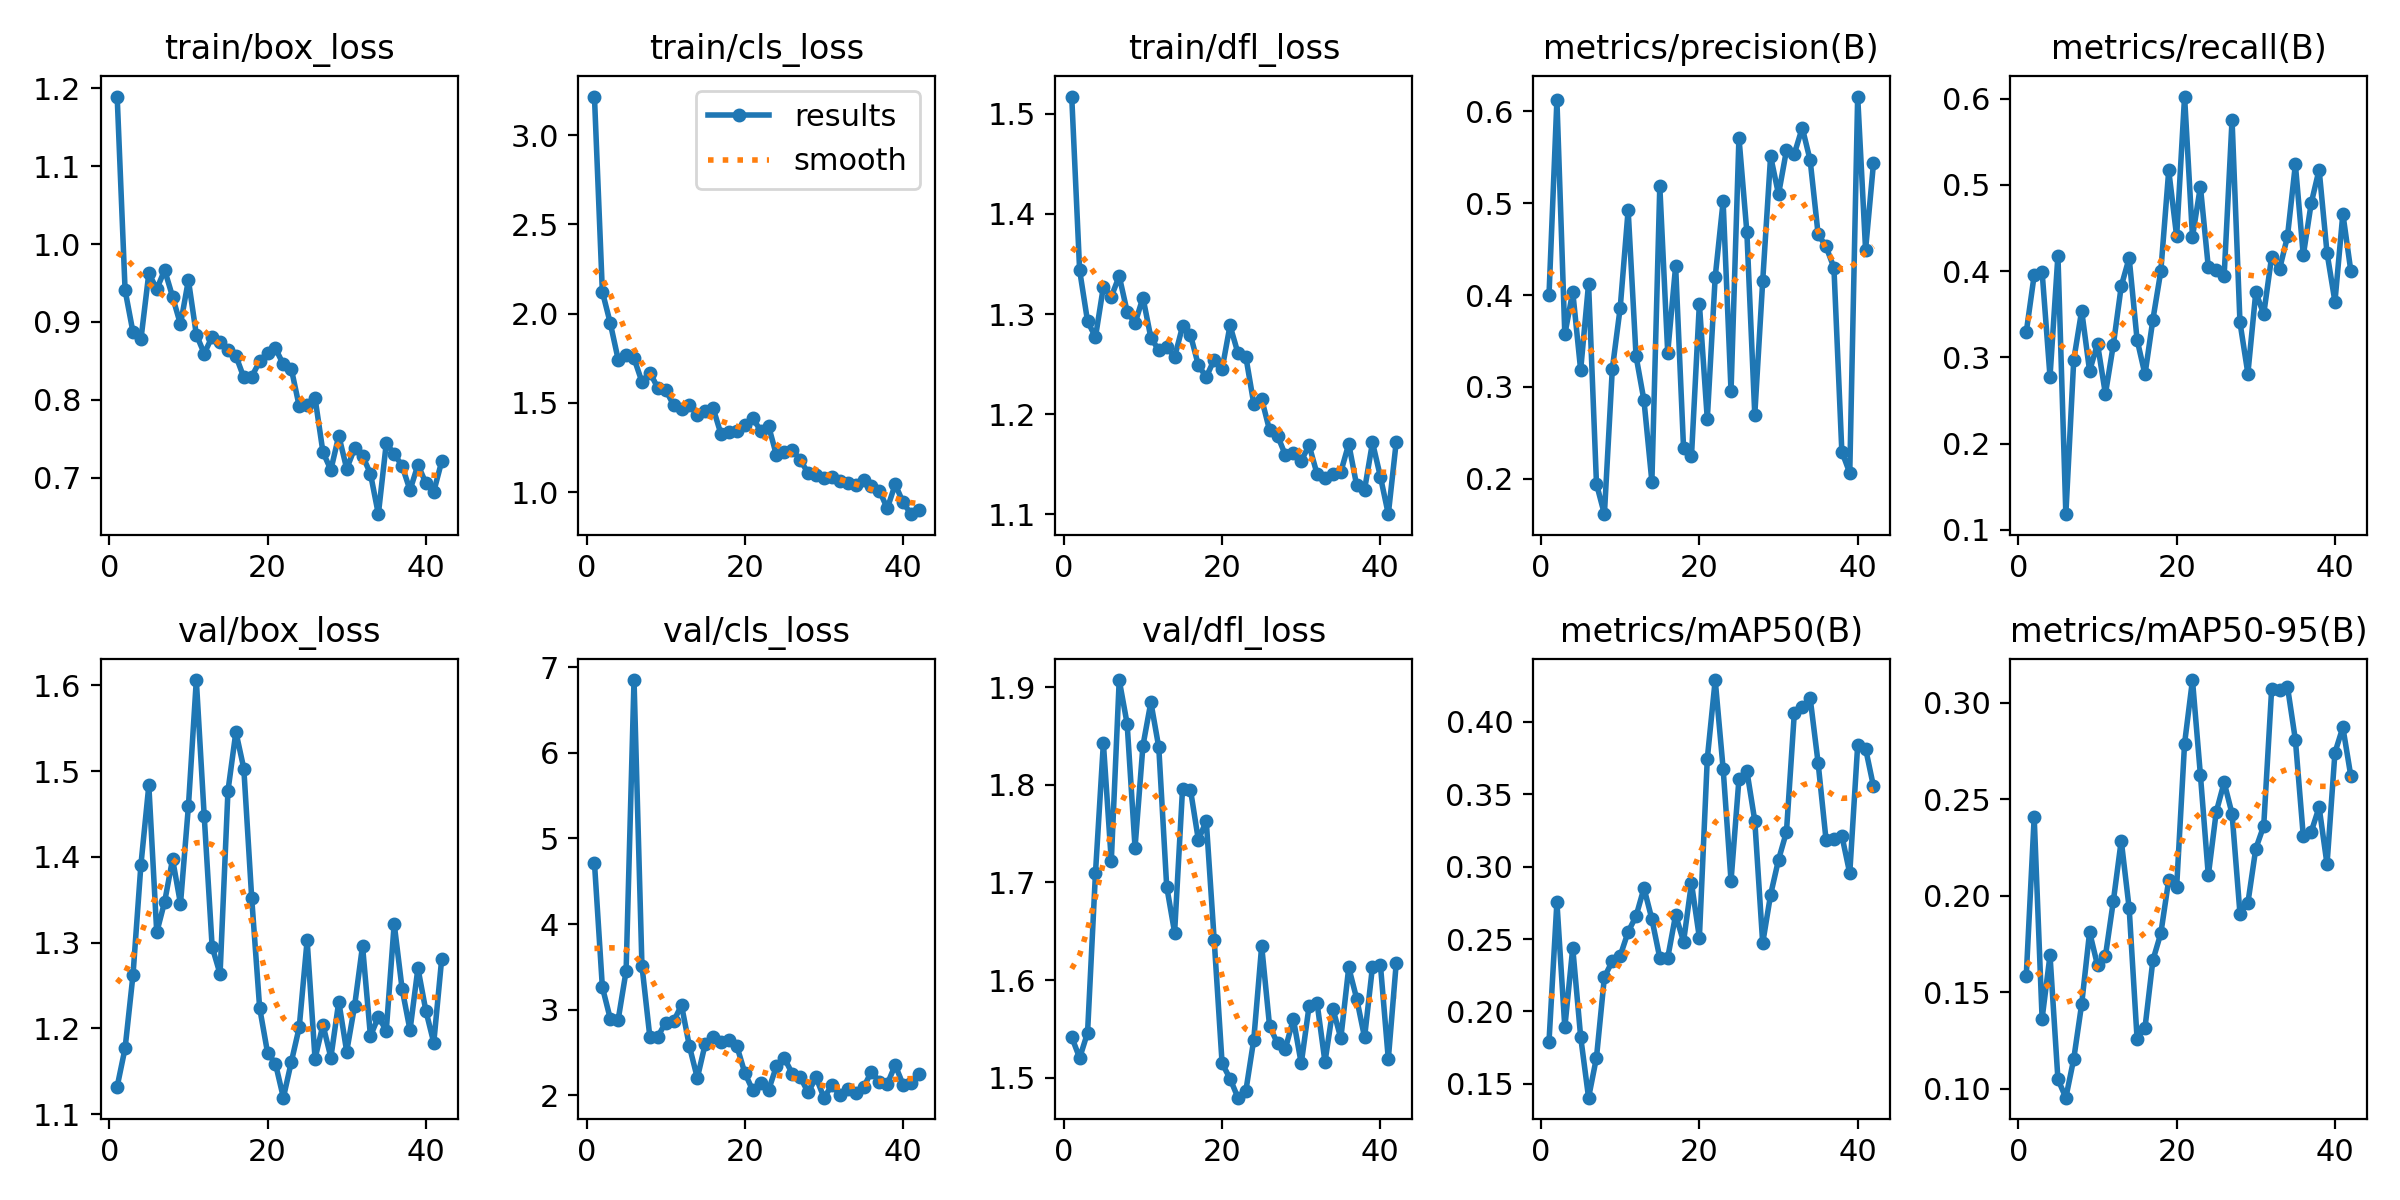 train/box_loss
1.2
1.1
1.0
0.9
0.8
0.7
0 20 40
train/cls_loss
results
smooth
3.0
2.5
2.0
1.5
1.0
0 20 40
train/dfl_loss
1.5
1.4
1.3
1.2
1.1
0 20 40
metrics/precision(B)
0.6
0.5
0.4
0.3
0.2
0 20 40
metrics/recall(B)
0.6
0.5
0.4
0.3
0.2
0.1
0 20 40
val/box_loss
1.6
1.5
1.4
1.3
1.2
1.1
0 20 40
val/cls_loss
7
6
5
4
3
2
0 20 40
val/dfl_loss
1.9
1.8
1.7
1.6
1.5
0 20 40
metrics/mAP50(B)
0.40
0.35
0.30
0.25
0.20
0.15
0 20 40
metrics/mAP50-95(B)
0.30
0.25
0.20
0.15
0.10
0 20 40